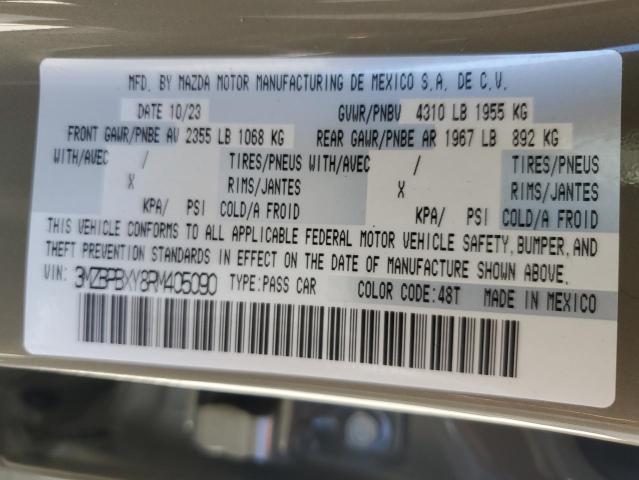 MFD. BY MAZDA MOTOR MANUFACTURING DE MEXICO S.A. DE C.V.
DATE 10/23 GVWR/PNBV 4310 LB 1955 KG
FRONT GAWR/PNBE AV 2355 LB 1068 KG REAR GAWR/PNBE AR 1967 LB 892 KG
WITH/AVEC / TIRES/PNEUS WITH/AVEC / TIRES/PNEUS
X RIMS/JANTES X RIMS/JANTES
KPA/ PSI COLD/A FROID KPA/ PSI COLD/A FROID
THIS VEHICLE CONFORMS TO ALL APPLICABLE FEDERAL MOTOR VEHICLE SAFETY, BUMPER, AND
THEFT PREVENTION STANDARDS IN EFFECT ON THE DATE OF MANUFACTURE SHOWN ABOVE.
VIN: 3MZBPBXY8RM405090 TYPE:PASS CAR COLOR CODE:48T MADE IN MEXICO